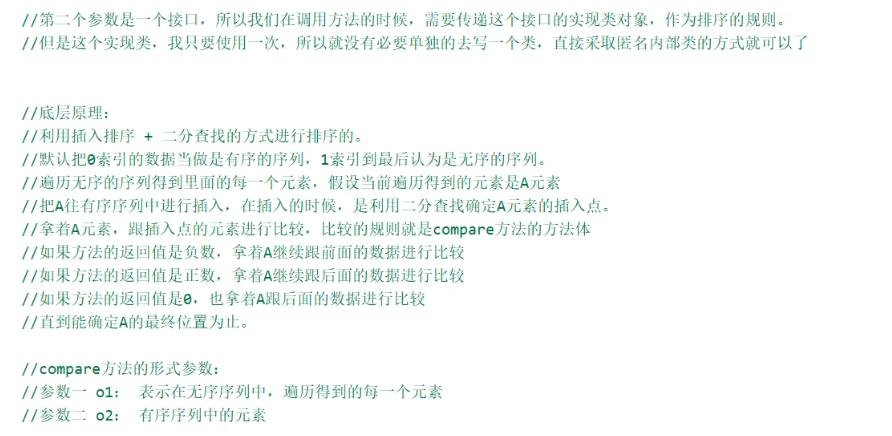 //第二个参数是一个接口，所以我们在调用方法的时候，需要传递这个接口的实现类对象，作为排序的规则。
//但是这个实现类，我只要使用一次，所以就没有必要单独的去写一个类，直接采取匿名内部类的方式就可以了
//底层原理：
//利用插入排序 + 二分查找的方式进行排序的。
//默认把0索引的数据当做是有序的序列，1索引到最后认为是无序的序列。
//遍历无序的序列得到里面的每一个元素，假设当前遍历得到的元素是A元素
//把A往有序序列中进行插入，在插入的时候，是利用二分查找确定A元素的插入点。
//拿着A元素，跟插入点的元素进行比较，比较的规则就是compare方法的方法体
//如果方法的返回值是负数，拿着A继续跟前面的数据进行比较
//如果方法的返回值是正数，拿着A继续跟后面的数据进行比较
//如果方法的返回值是0，也拿着A跟后面的数据进行比较
//直到能确定A的最终位置为止。
//compare方法的形式参数：
//参数一 o1： 表示在无序序列中，遍历得到的每一个元素
//参数二 o2： 有序序列中的元素